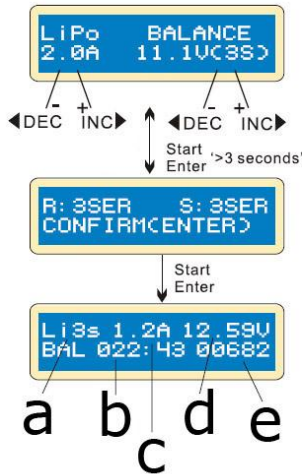 LiPo BALANCE
2.0A 11.1V(3S)
- + - +
◀DEC INC▶ ◀DEC INC▶
Start
Enter '>3 seconds'
R: 3SER S: 3SER
CONFIRM(ENTER)
Start
Enter
Li3s 1.2A 12.59V
BAL 022:43 00682
a b c d e